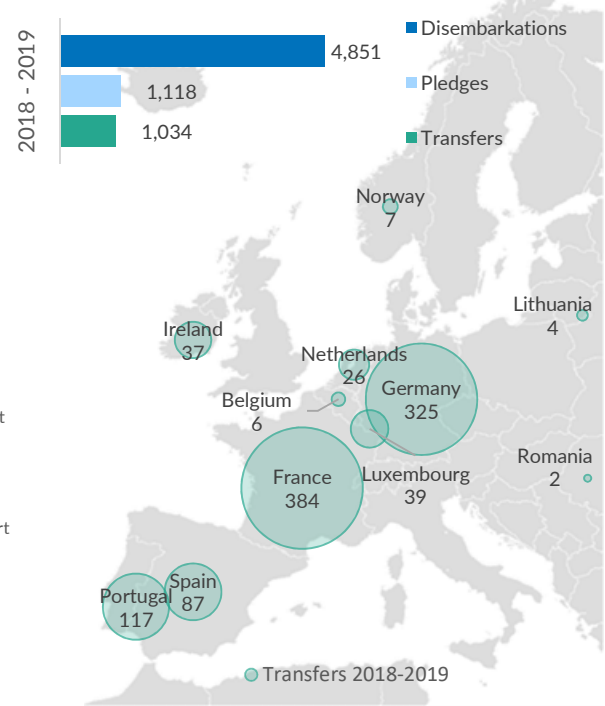 2018 - 2019
4,851
1,118
1,034
Disembarkations
Pledges
Transfers
Norway
7
Lithuania
4
Ireland
37
Netherlands
26
Germany
325
Belgium
6
t
France
384
Luxembourg
39
Romania
2
rt
Spain
87
Portugal
117
Transfers 2018-2019